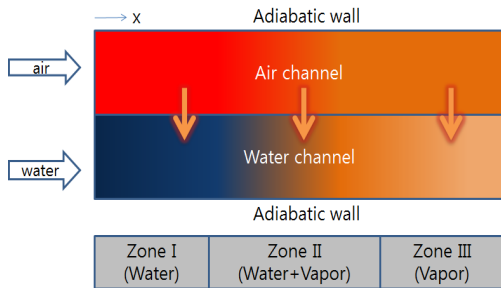 x
Adiabatic wall
air
Air channel
water
Water channel
Adiabatic wall
Zone I
(Water)
Zone II
(Water+Vapor)
Zone III
(Vapor)